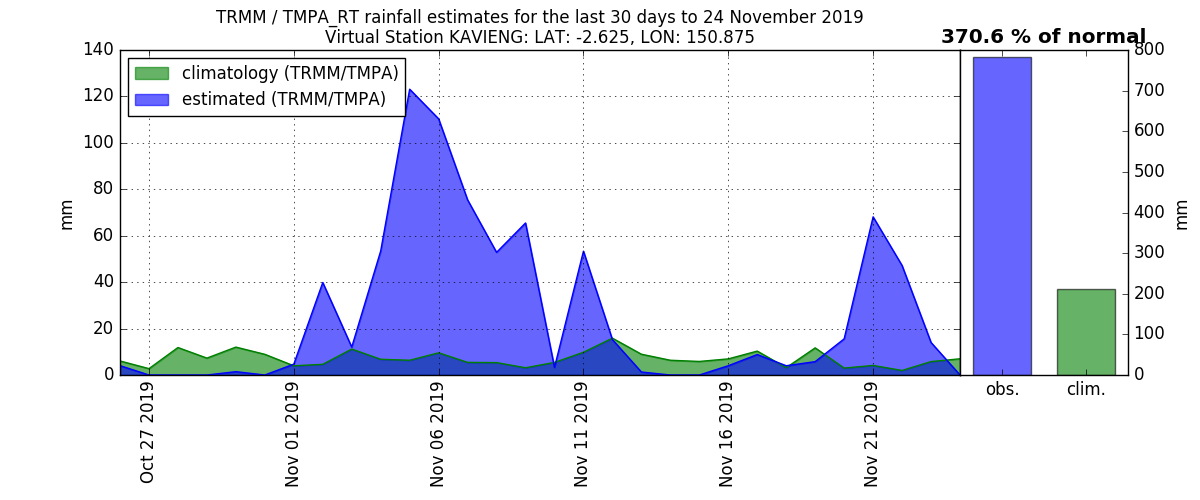 TRMM / TMPA_RT rainfall estimates for the last 30 days to 24 November 2019
Virtual Station KAVIENG: LAT: -2.625, LON: 150.875
370.6 % of normal
climatology (TRMM/TMPA)
estimated (TRMM/TMPA)
mm
140
120
100
80
60
40
20
0
Oct 27 2019
Nov 01 2019
Nov 06 2019
Nov 11 2019
Nov 16 2019
Nov 21 2019
800
700
600
500
400
300
200
100
0
mm
obs.
clim.